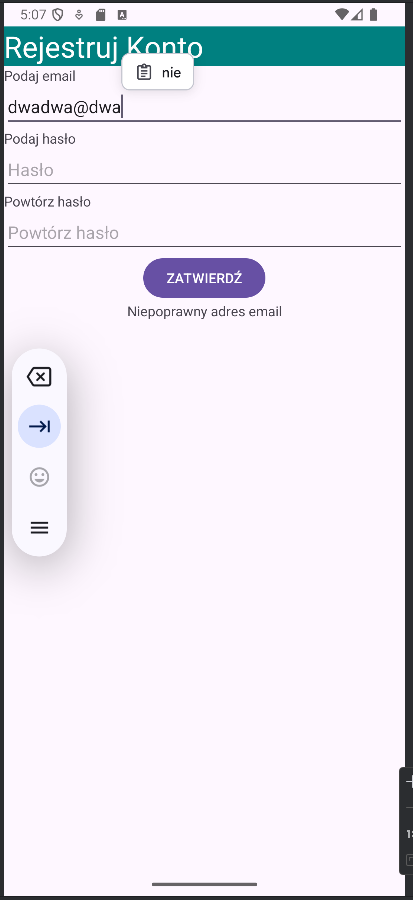 5:07
Rejestruj Konto
nie
Podaj email
dwadwa@dwa
Podaj hasło
Hasło
Powtórz hasło
Powtórz hasło
ZATWIERDŹ
Niepoprawny adres email